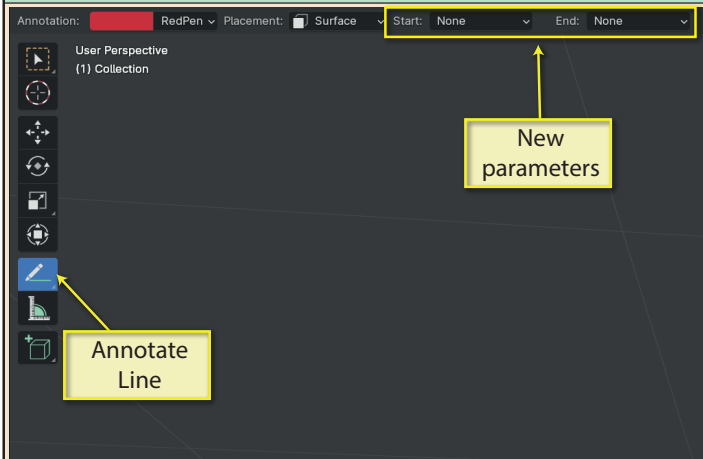 Annotation: RedPen Placement: Surface Start: None End: None
User Perspective
(1) Collection
New
parameters
Annotate
Line